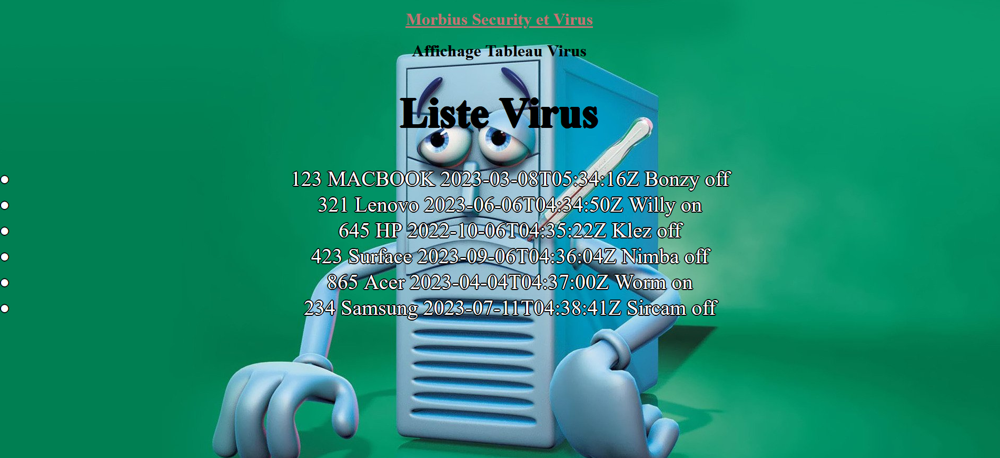 Morbius Security et Virus
Affichage Tableau Virus
Liste Virus
123 MACBOOK 2023-03-08T05:34:16Z Bonzy off
321 Lenovo 2023-06-06T04:34:50Z Willy on
645 HP 2022-10-06T04:35:22Z Klez off
423 Surface 2023-09-06T04:36:04Z Nimba off
865 Acer 2023-04-04T04:37:00Z Worm on
234 Samsung 2023-07-11T04:38:41Z Sircam off